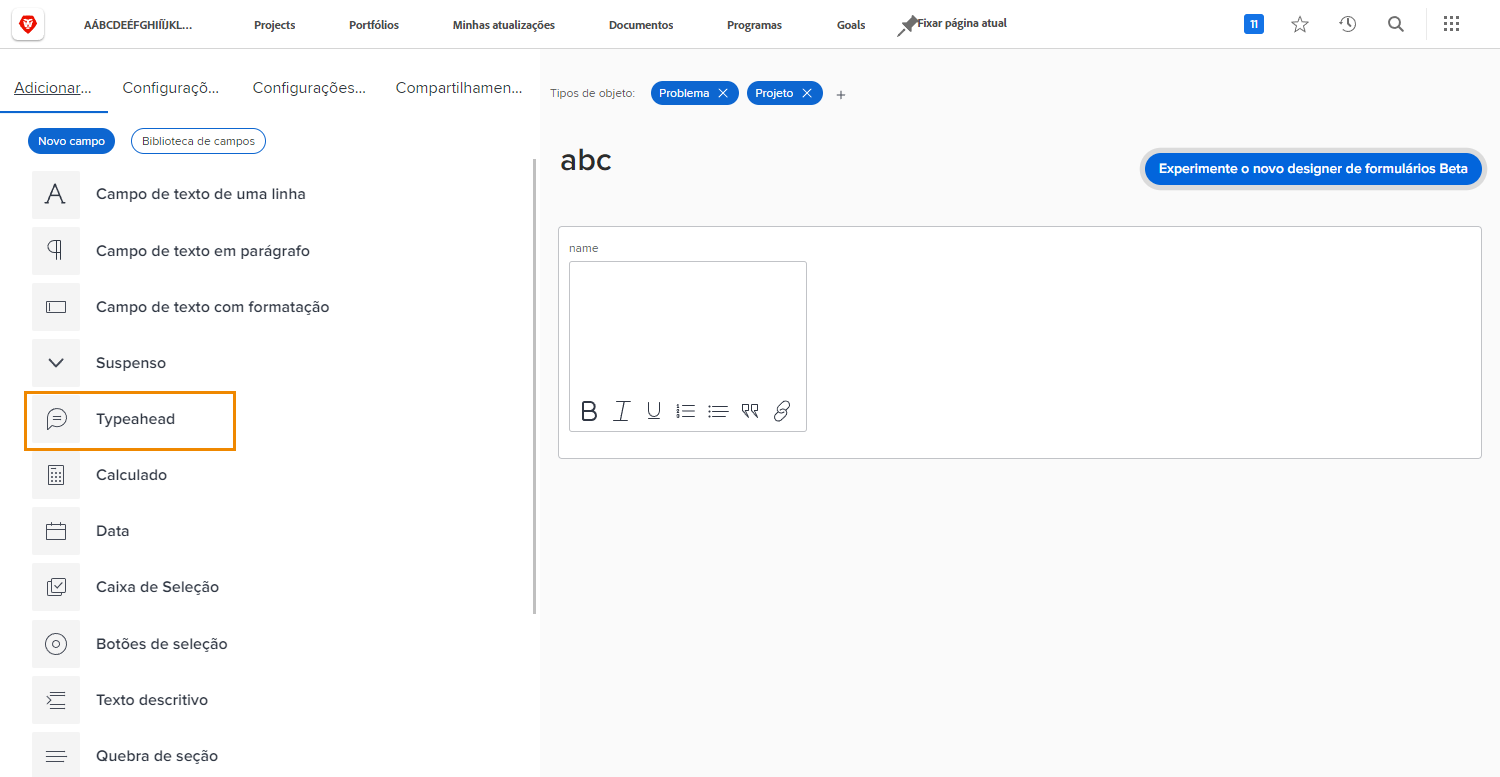 AÁBCDEÉFGHIÍÏJKL...
Projects
Portfólios
Minhas atualizações
Documentos
Programas
Goals
Fixar página atual
11
Adicionar...
Configuraçõ...
Configurações...
Compartilhamen...
Novo campo
Biblioteca de campos
Campo de texto de uma linha
Campo de texto em parágrafo
Campo de texto com formatação
Suspenso
Typeahead
Calculado
Data
Caixa de Seleção
Botões de seleção
Texto descritivo
Quebra de seção
Tipos de objeto:
Problema
Projeto
abc
Experimente o novo designer de formulários Beta
name